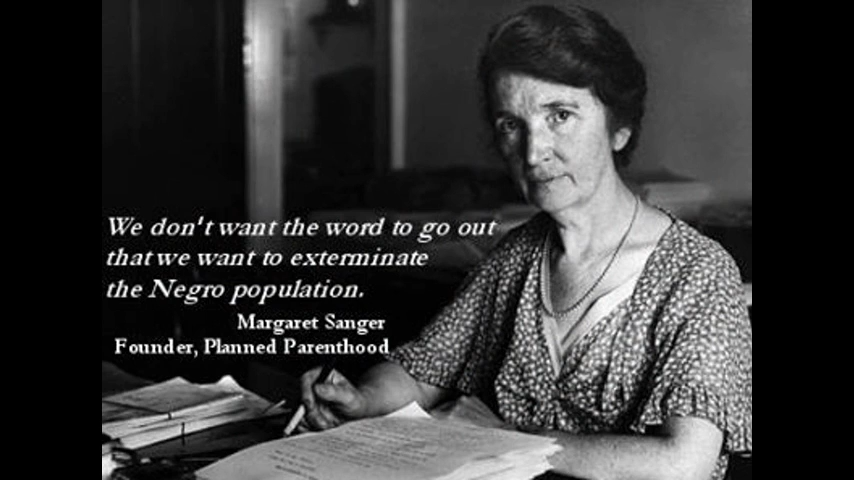 We don't want the word to go out
that we want to exterminate
the Negro population.
Margaret Sanger
Founder, Planned Parenthood